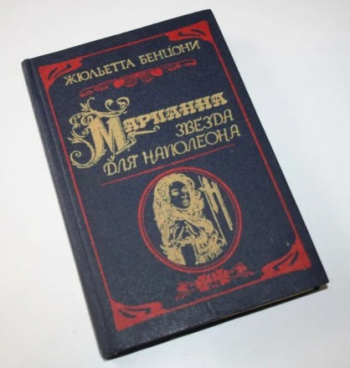 ЖЮЛЬЕТТА БЕНЦОНИ
МАРИАННА
ЗВЕЗДА
ДЛЯ НАПОЛЕОНА